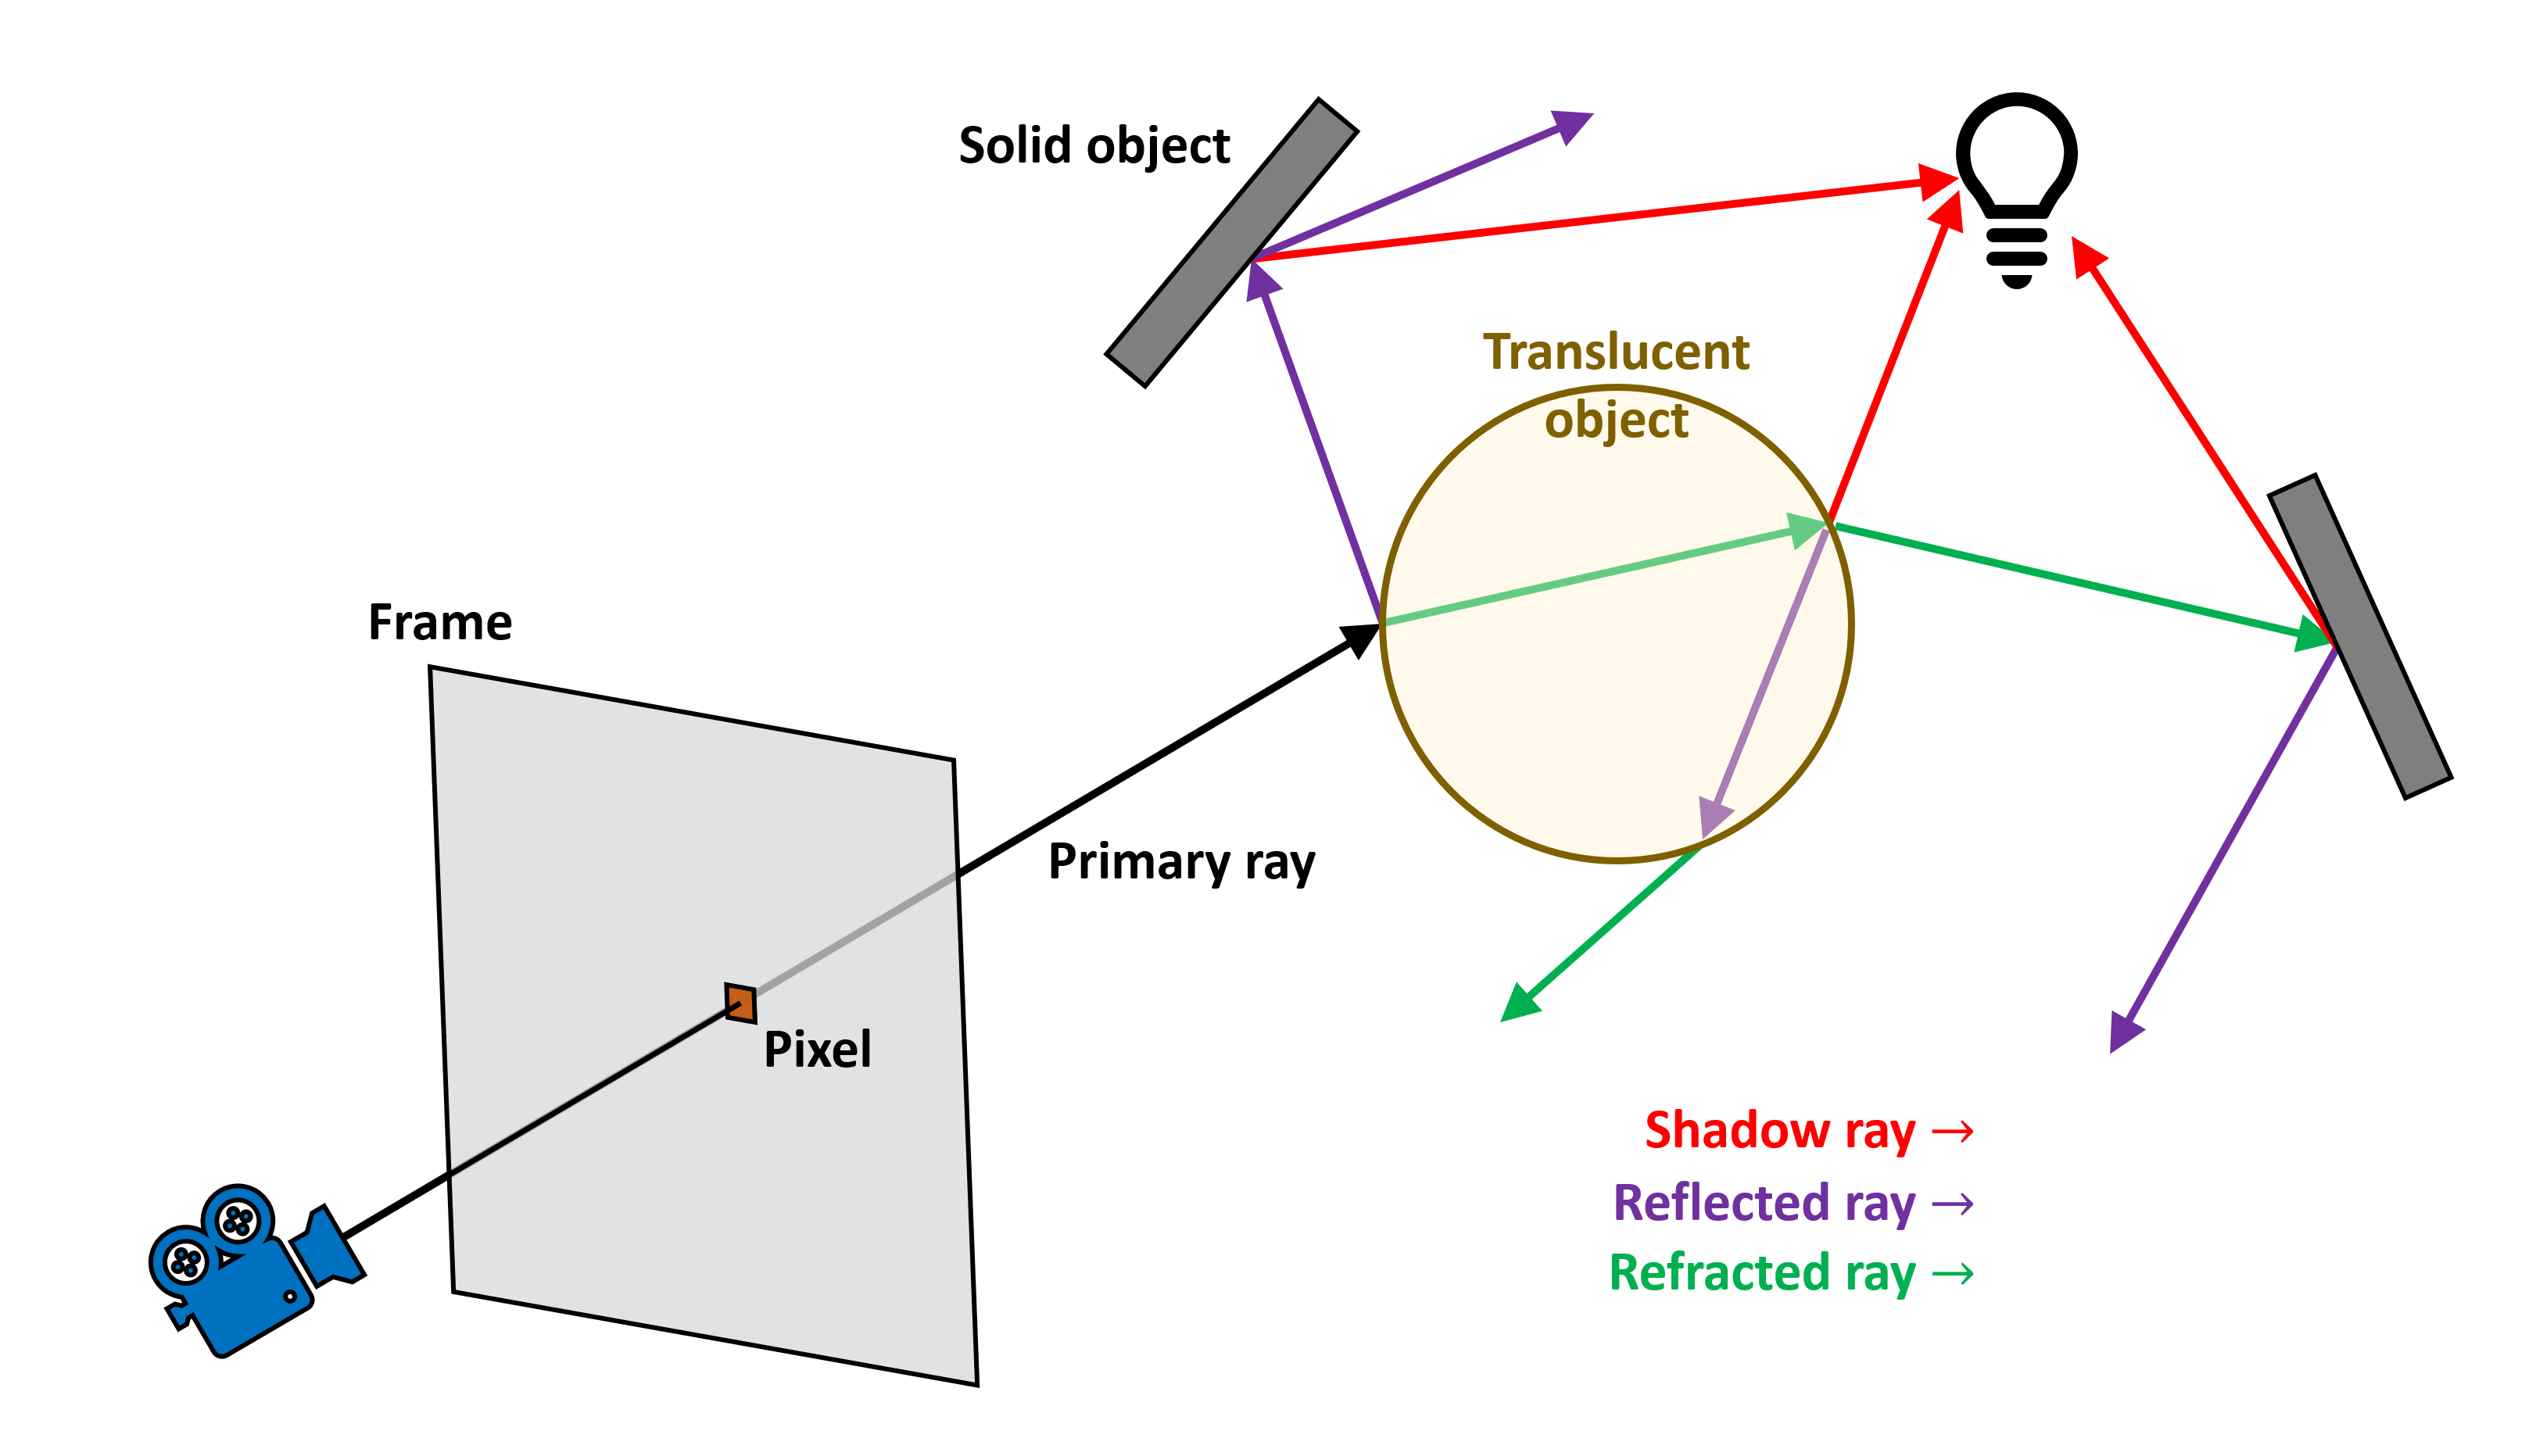 Solid object
Translucent
object
Frame
Primary ray
Pixel
Shadow ray →
Reflected ray →
Refracted ray →